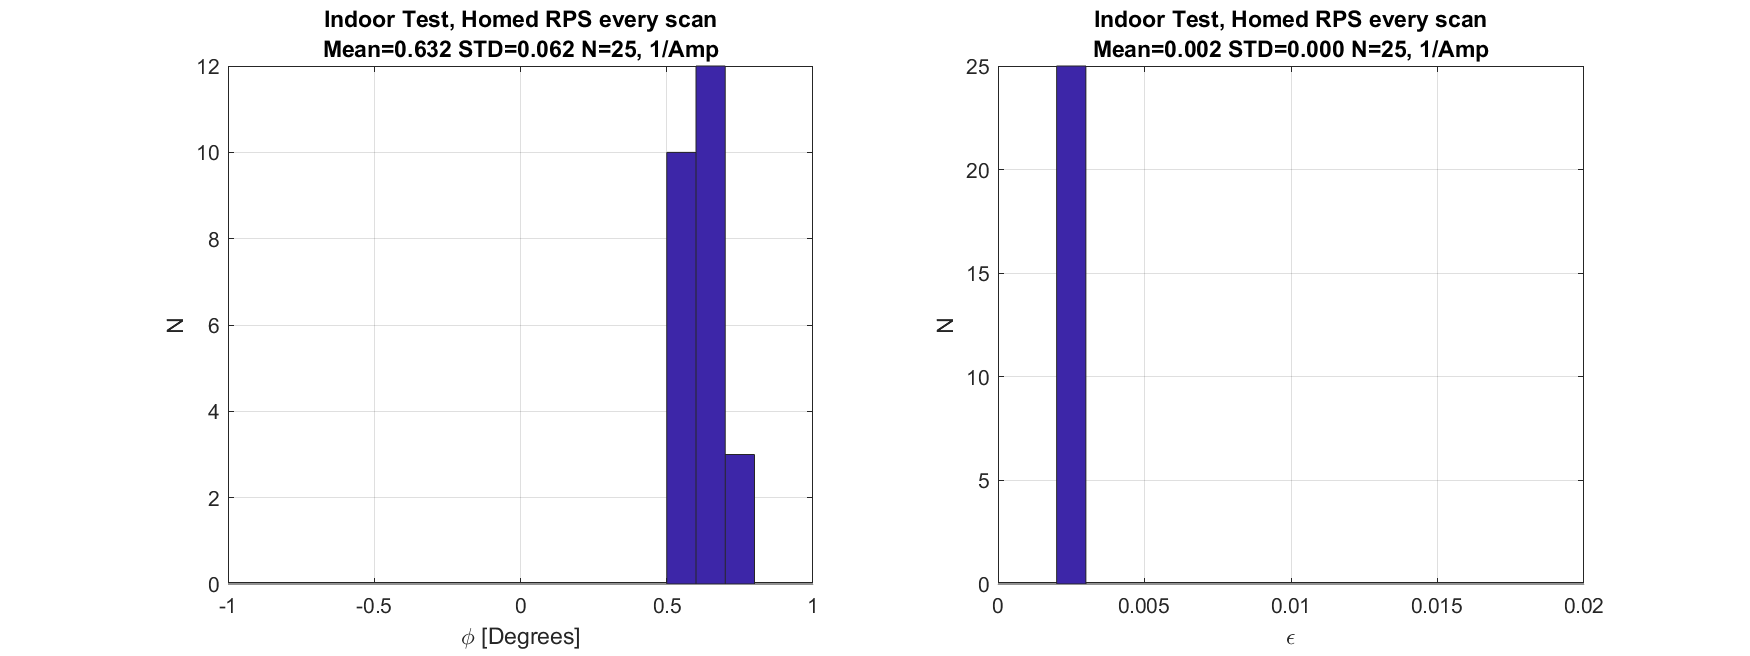 Indoor Test, Homed RPS every scan
Mean=0.632 STD=0.062 N=25, 1/Amp
12
10
8
6
4
2
0
N
-1
-0.5
0
0.5
1
ϕ [Degrees]
Indoor Test, Homed RPS every scan
Mean=0.002 STD=0.000 N=25, 1/Amp
25
20
15
10
5
0
N
0
0.005
0.01
0.015
0.02
ϵ